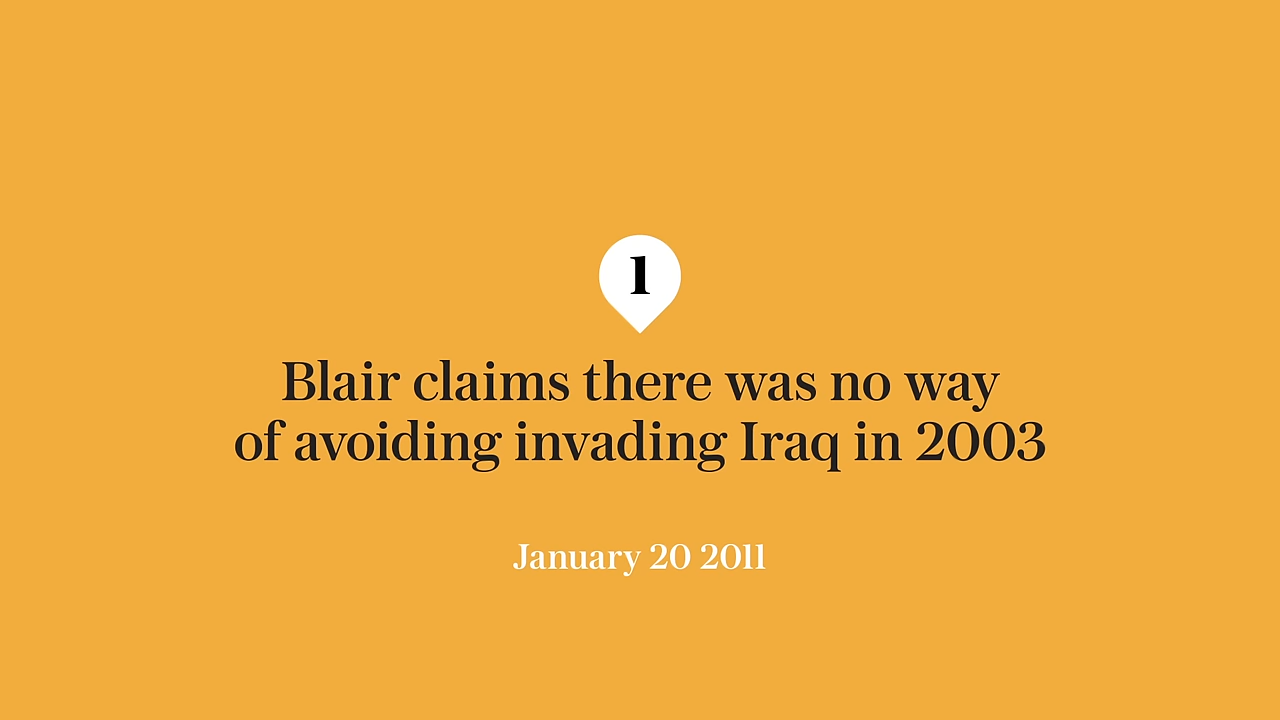 1
Blair claims there was no way
of avoiding invading Iraq in 2003
January 20 2011